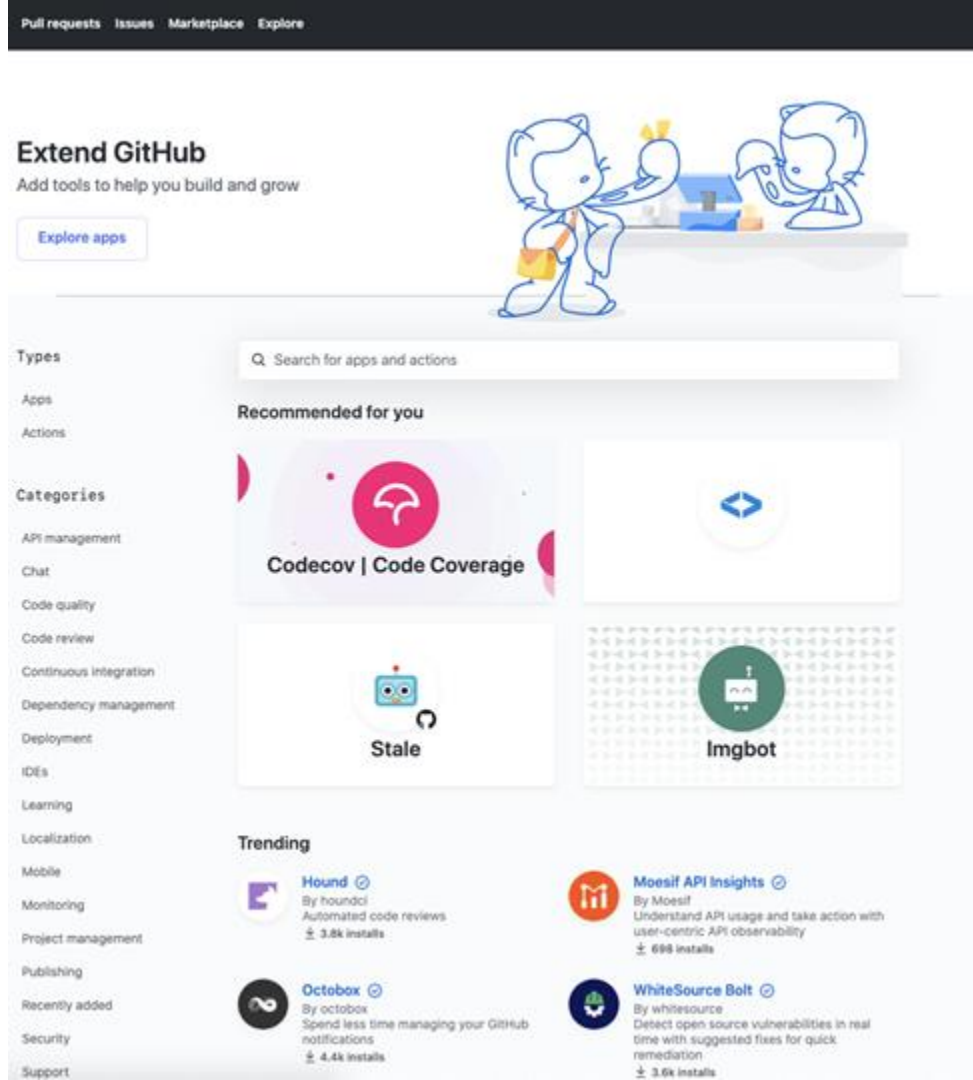 Pull requests Issues Marketplace Explore
Extend GitHub
Add tools to help you build and grow
Explore apps
Types
Apps
Actions
Categories
API management
Chat
Code quality
Code review
Continuous integration
Dependency management
Deployment
IDEs
Learning
Localization
Mobile
Monitoring
Project management
Publishing
Recently added
Security
Support
Search for apps and actions
Recommended for you
Codecov | Code Coverage
Stale
Imgbot
Trending
Hound
By houndci
Automated code reviews
3.8k installs
Moesif API Insights
By Moesif
Understand API usage and take action with
user-centric API observability
698 installs
Octobox
By octobox
Spend less time managing your GitHub
notifications
4.4k installs
WhiteSource Bolt
By whitesource
Detect open source vulnerabilities in real
time with suggested fixes for quick
remediation
3.6k installs